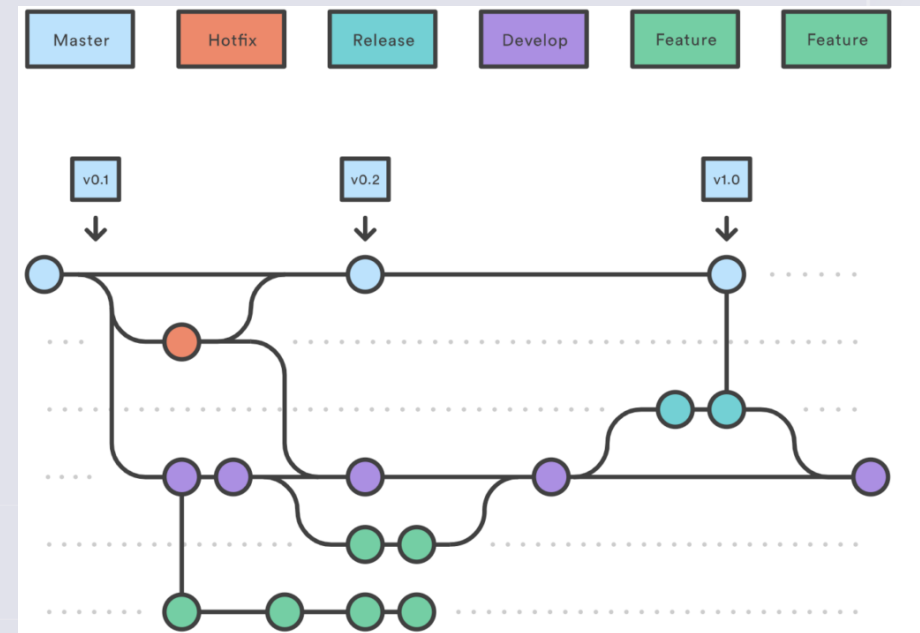 Master
Hotfix
Release
Develop
Feature
Feature
v0.1
v0.2
v1.0